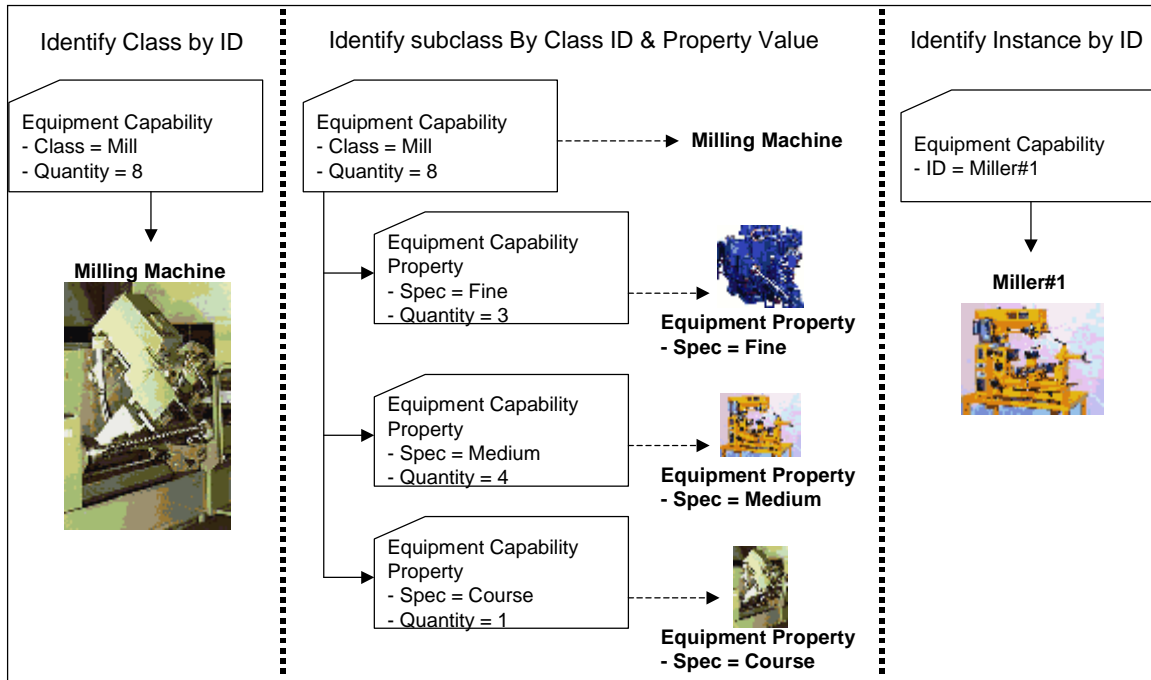 Identify Class by ID
Equipment Capability
- Class = Mill
- Quantity = 8
Milling Machine
Identify subclass By Class ID & Property Value
Equipment Capability
- Class = Mill
- Quantity = 8
Milling Machine
Equipment Capability
Property
- Spec = Fine
- Quantity = 3
Equipment Property
- Spec = Fine
Equipment Capability
Property
- Spec = Medium
- Quantity = 4
Equipment Property
- Spec = Medium
Equipment Capability
Property
- Spec = Course
- Quantity = 1
Equipment Property
- Spec = Course
Identify Instance by ID
Equipment Capability
- ID = Miller#1
Miller#1